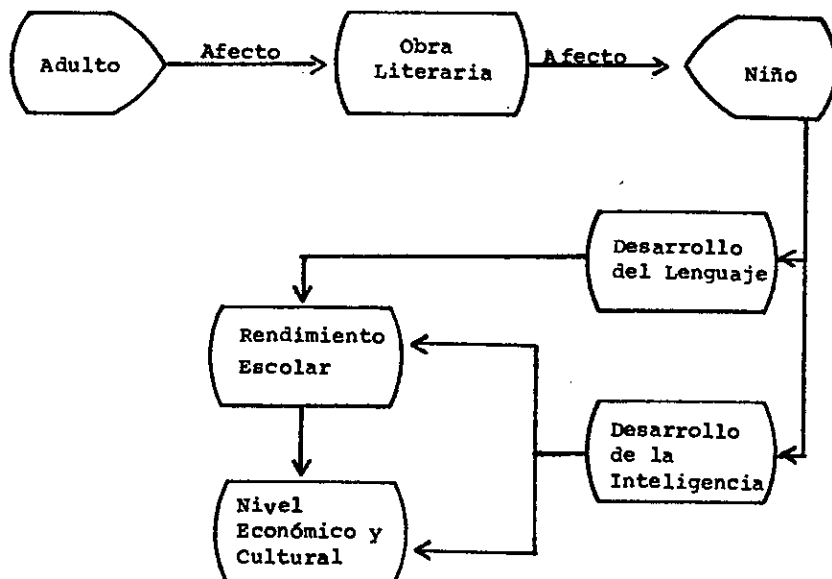 Adulto
Afecto
Obra
Literaria
Afecto
Niño
Desarrollo
del Lenguaje
Rendimiento
Escolar
Desarrollo
de la
Inteligencia
Nivel
Económico y
Cultural